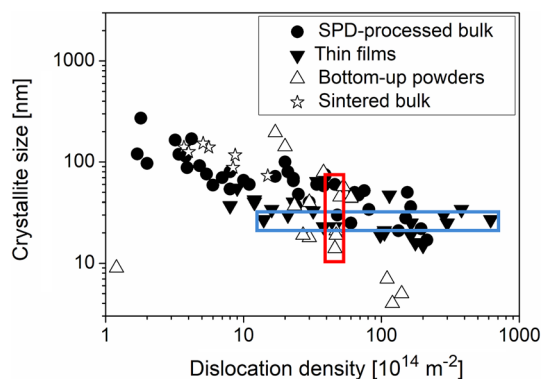 SPD-processed bulk
Thin films
Bottom-up powders
Sintered bulk
Crystallite size [nm]
1000
100
10
1
10
100
1000
Dislocation density [10¹⁴ m⁻²]